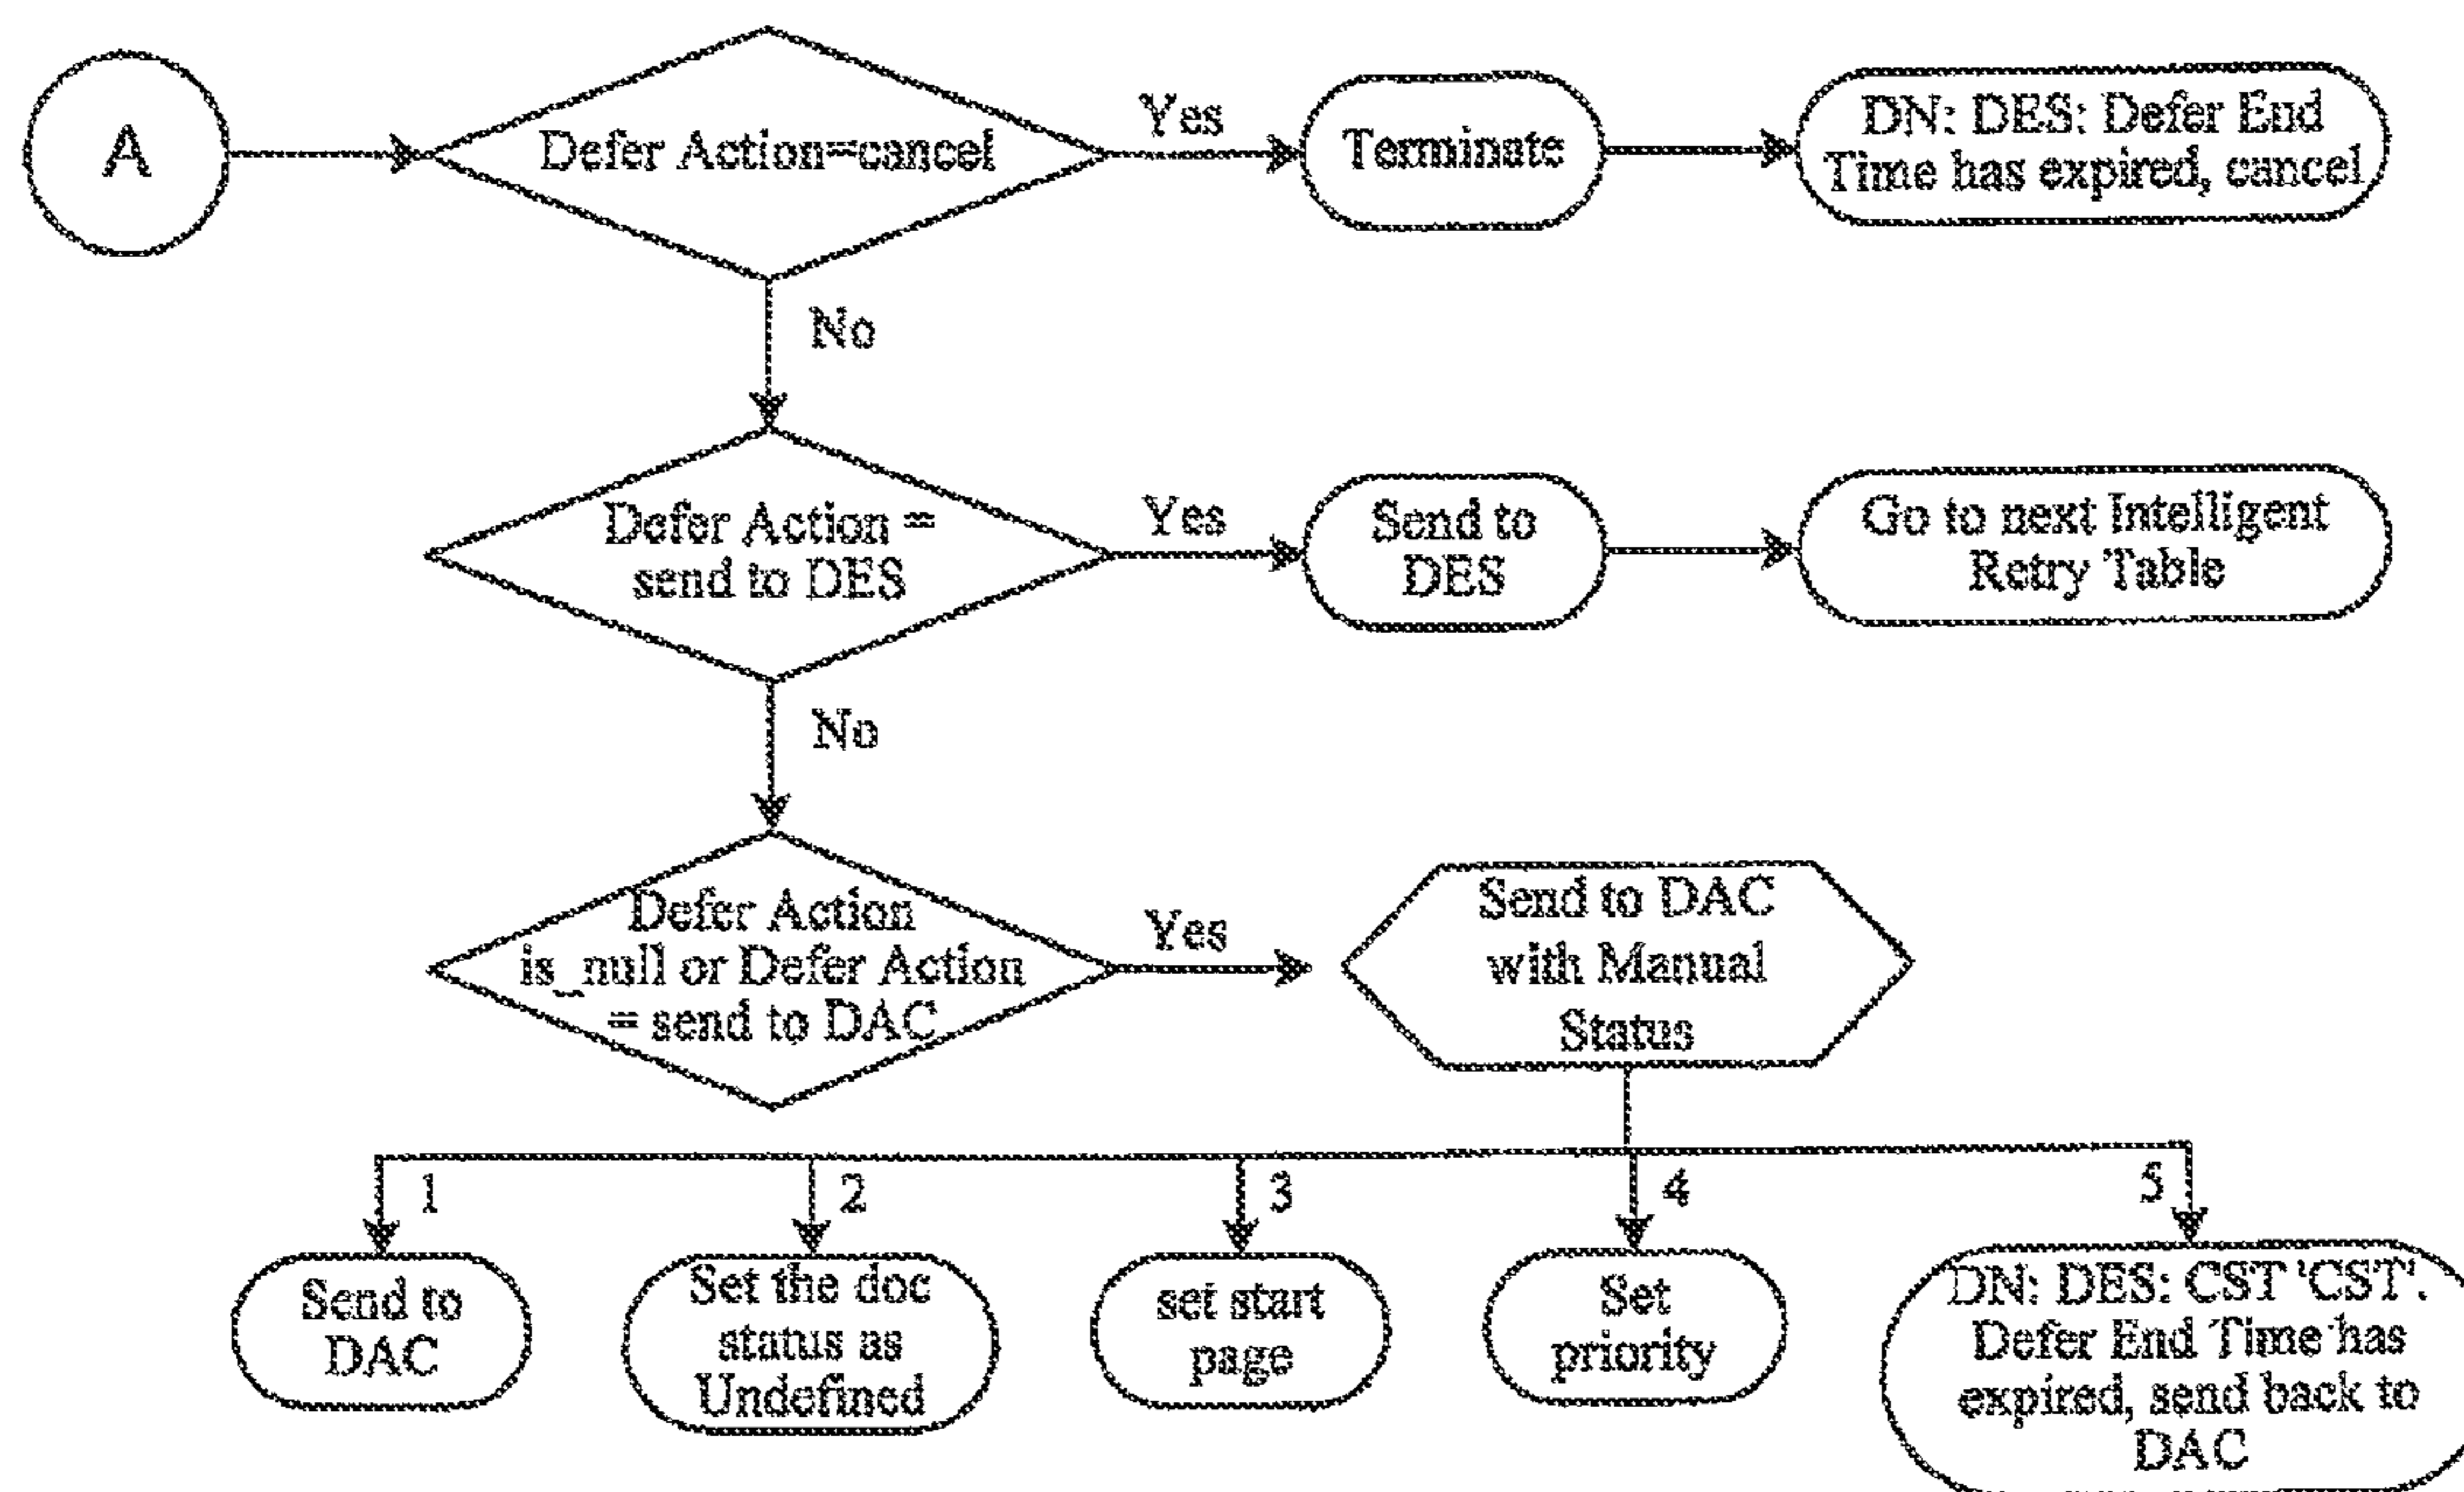 A
Defer Action=cancel
Yes
Terminate
DN: DES: Defer End
Time has expired, cancel
No
Defer Action =
send to DES
Yes
Send to
DES
Go to next Intelligent
Retry Table
No
Defer Action
is_null or Defer Action
= send to DAC
Yes
Send to DAC
with Manual
Status
1
2
3
4
5
Send to
DAC
Set the doc
status as
Undefined
set start
page
Set
priority
DN: DES: CST 'CST'.
Defer End Time has
expired, send back to
DAC